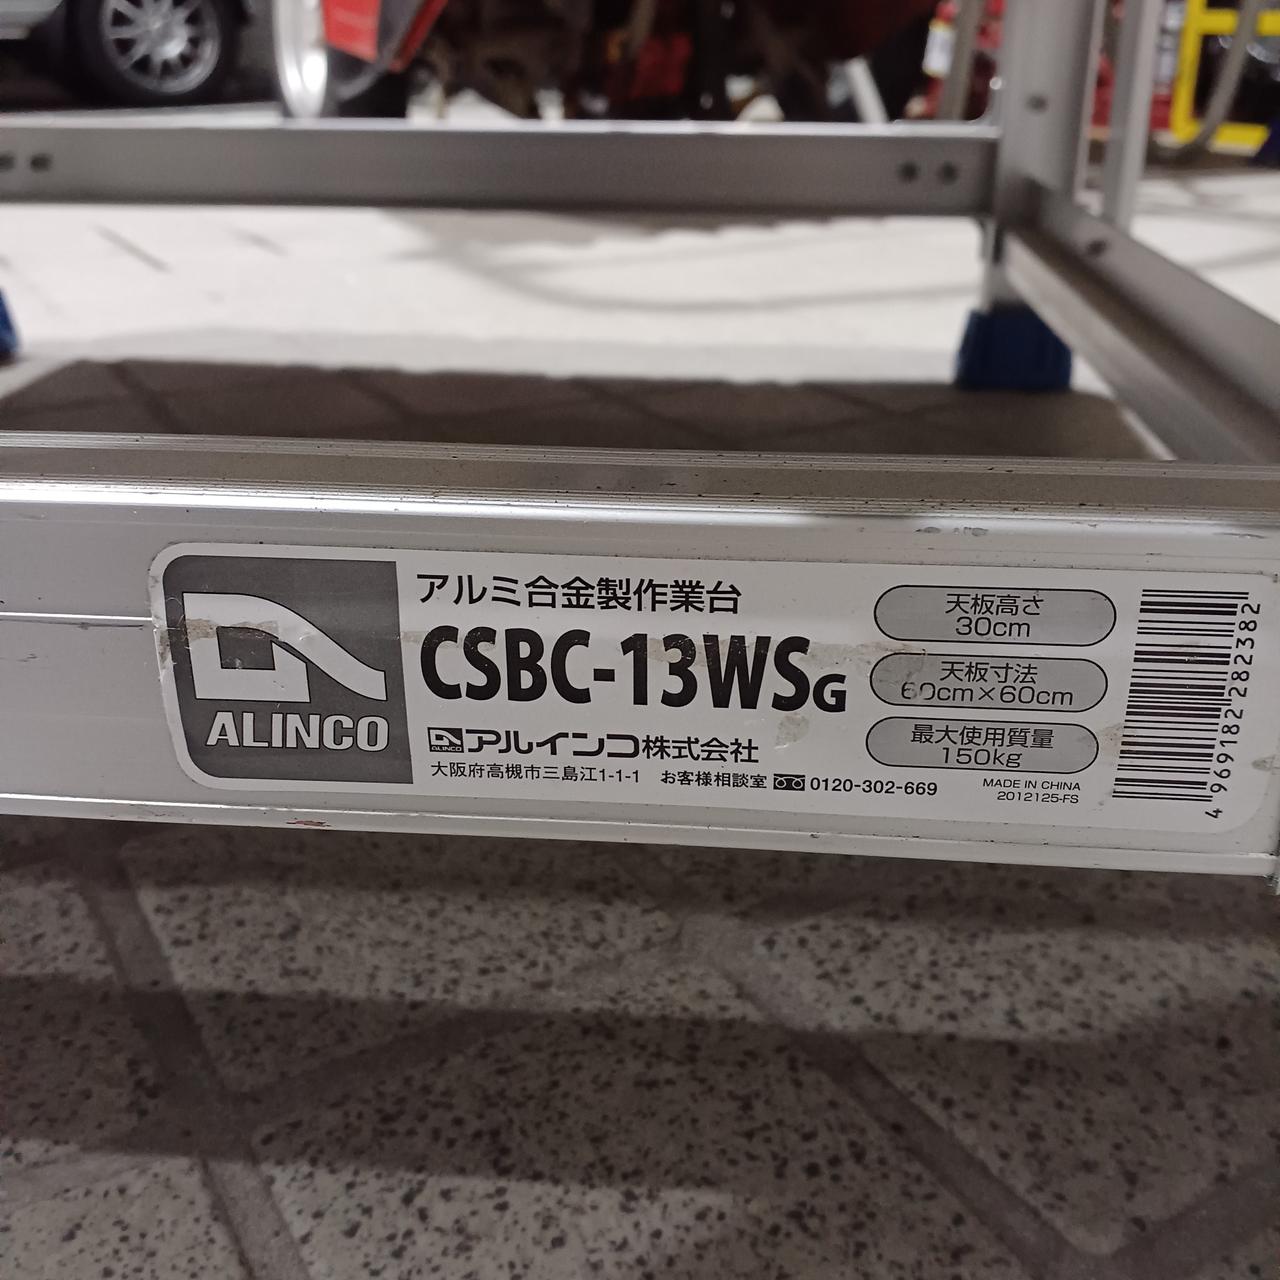 ALINCO
アルミ合金製作業台
CSBC-13WSG
ALINCO アルインコ株式会社
大阪府高槻市三島江1-1-1 お客様相談室 0120-302-669
天板高さ
30cm
天板寸法
60cm×60cm
最大使用質量
150kg
MADE IN CHINA
2012125-FS
4969182282382